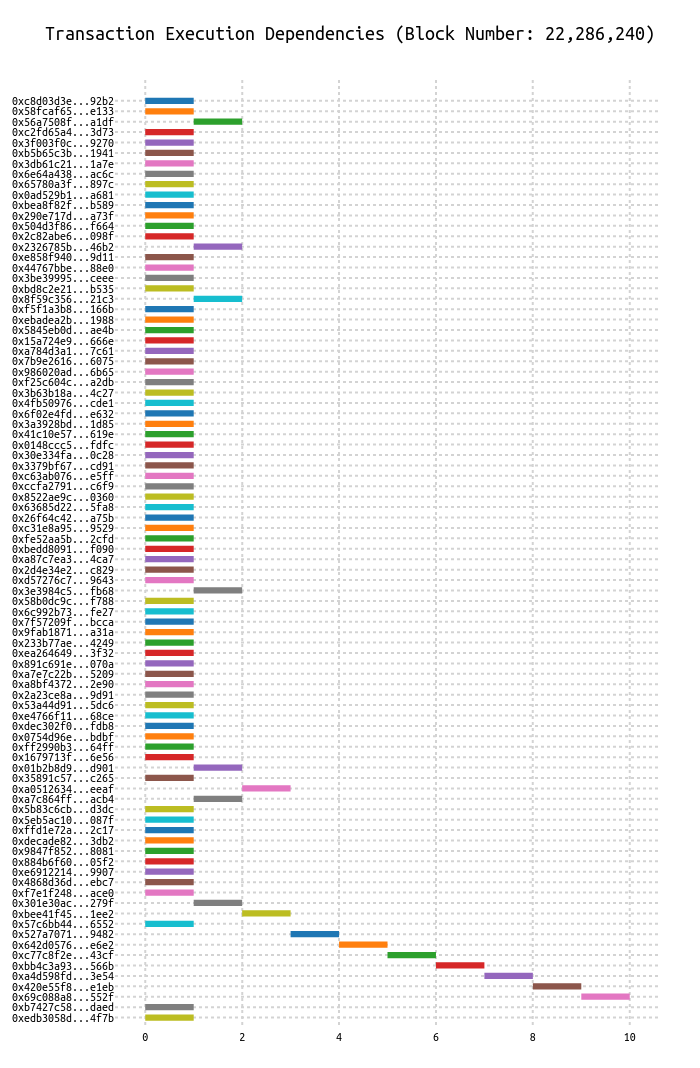 Transaction Execution Dependencies (Block Number: 22,286,240)
0xc8d03d3e...92b2
0x58fcaf65...e133
0x56a7508f...a1df
0xc2fd65a4...3d73
0x3f003f0c...9270
0xb5b65c3b...1941
0x3db61c21...1a7e
0x6e64a438...ac6c
0x65780a3f...897c
0x0ad529b1...a681
0xbea8f82f...b589
0x290e717d...a73f
0x504d3f86...f664
0x2c82abe6...098f
0x2326785b...46b2
0xe858f940...9d11
0x44767bbe...88e0
0x3be39995...ceee
0xbd8c2e21...b535
0x8f59c356...21c3
0xf5f1a3b8...166b
0xebadea2b...1988
0x5845eb0d...ae4b
0x15a724e9...666e
0xa784d3a1...7c61
0x7b9e2616...6075
0x986020ad...6b65
0xf25c604c...a2db
0x3b63b18a...4c27
0x4fb50976...cde1
0x6f02e4fd...e632
0x3a3928bd...1d85
0x41c10e57...619e
0x0148ccc5...fdfc
0x30e334fa...0c28
0x3379bf67...cd91
0xc63ab076...e5ff
0xccfa2791...c6f9
0x8522ae9c...0360
0x63685d22...5fa8
0x26f64c42...a75b
0xc31e8a95...9529
0xfe52aa5b...2cfd
0xbedd8091...f090
0xa87c7ea3...4ca7
0x2d4e34e2...c829
0xd57276c7...9643
0x3e3984c5...fb68
0x58b0dc9c...f788
0x6c992b73...fe27
0x7f57209f...bcca
0x9fab1871...a31a
0x233b77ae...4249
0xea264649...3f32
0x891c691e...070a
0xa7e7c22b...5209
0xa8bf4372...2e90
0x2a23ce8a...9d91
0x53a44d91...5dc6
0xe4766f11...68ce
0xdec302f0...fdb8
0x0754d96e...bdbf
0xff2990b3...64ff
0x1679713f...6e56
0x01b2b8d9...d901
0x35891c57...c265
0xa0512634...eeaf
0xa7c864ff...acb4
0x5b83c6cb...d3dc
0x5eb5ac10...087f
0xffd1e72a...2c17
0xdecade82...3db2
0x9847f852...8081
0x884b6f60...05f2
0xe6912214...9907
0x4868d36d...ebc7
0xf7e1f248...ace0
0x301e30ac...279f
0xbee41f45...1ee2
0x57c6bb44...6552
0x527a7071...9482
0x642d0576...e6e2
0xc77c8f2e...43cf
0xbb4c3a93...566b
0xa4d598fd...3e54
0x420e55f8...e1eb
0x69c088a8...552f
0xb7427c58...daed
0xedb3058d...4f7b
0 2 4 6 8 10